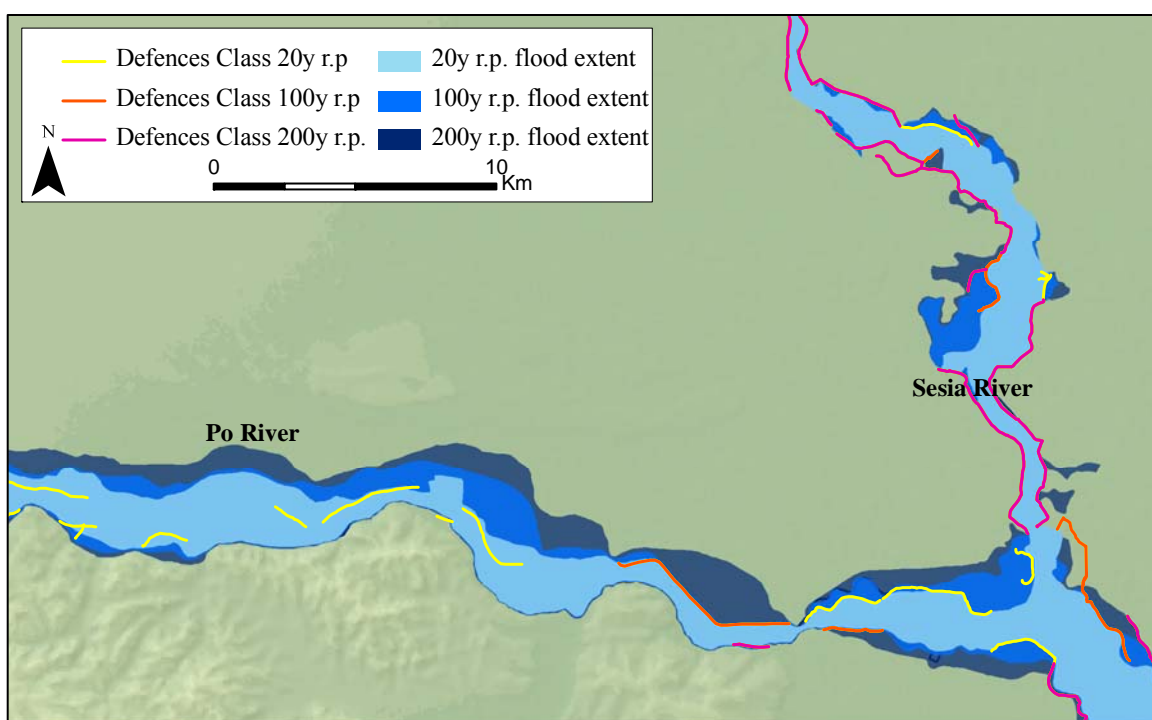 Defences Class 20y r.p
20y r.p. flood extent
Defences Class 100y r.p
100y r.p. flood extent
Defences Class 200y r.p.
200y r.p. flood extent
N
0
10
Km
Sesia River
Po River